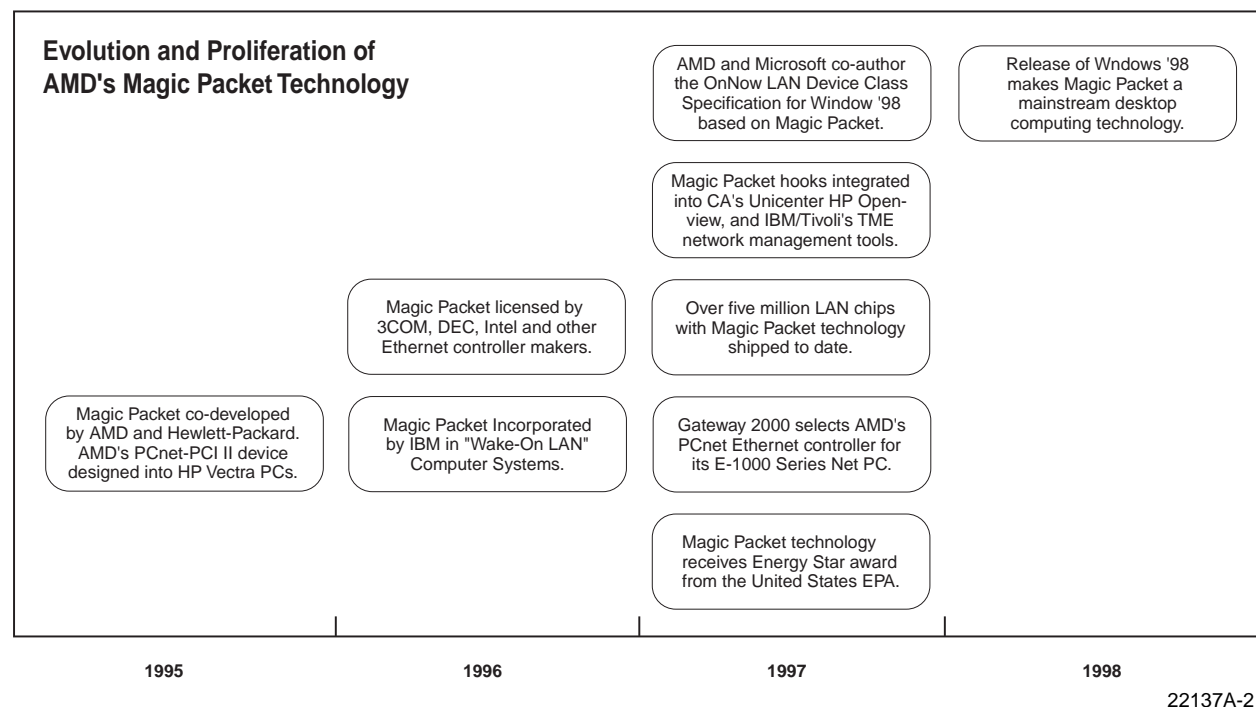 Evolution and Proliferation of
AMD's Magic Packet Technology
Magic Packet co-developed
by AMD and Hewlett-Packard.
AMD's PCnet-PCI II device
designed into HP Vectra PCs.
Magic Packet licensed by
3COM, DEC, Intel and other
Ethernet controller makers.
Magic Packet Incorporated
by IBM in "Wake-On LAN"
Computer Systems.
AMD and Microsoft co-author
the OnNow LAN Device Class
Specification for Window '98
based on Magic Packet.
Magic Packet hooks integrated
into CA's Unicenter HP Open-
view, and IBM/Tivoli's TME
network management tools.
Over five million LAN chips
with Magic Packet technology
shipped to date.
Gateway 2000 selects AMD's
PCnet Ethernet controller for
its E-1000 Series Net PC.
Magic Packet technology
receives Energy Star award
from the United States EPA.
Release of Wndows '98
makes Magic Packet a
mainstream desktop
computing technology.
1995
1996
1997
1998
22137A-2